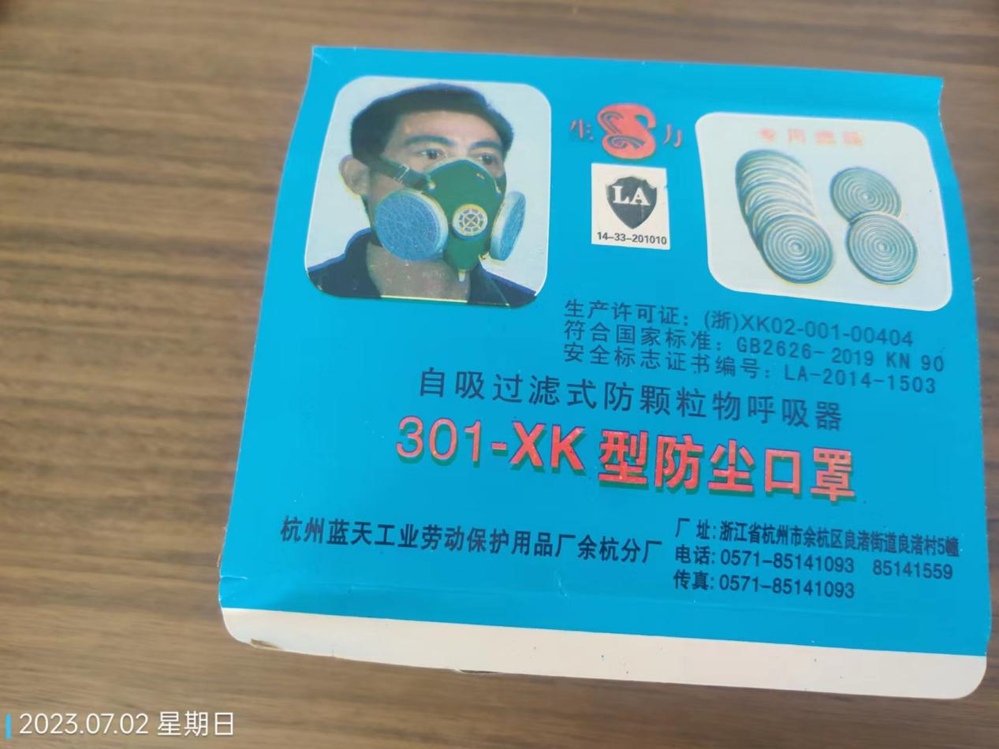 生 力
LA
14-33-201010
专用滤膜
生产许可证：(浙)XK02-001-00404
符合国家标准：GB2626-2019 KN 90
安全标志证书编号：LA-2014-1503
自吸过滤式防颗粒物呼吸器
301-XK型防尘口罩
杭州蓝天工业劳动保护用品厂余杭分厂
厂址:浙江省杭州市余杭区良渚街道良渚村5幢
电话:0571-85141093 85141559
传真:0571-85141093
2023.07.02 星期日